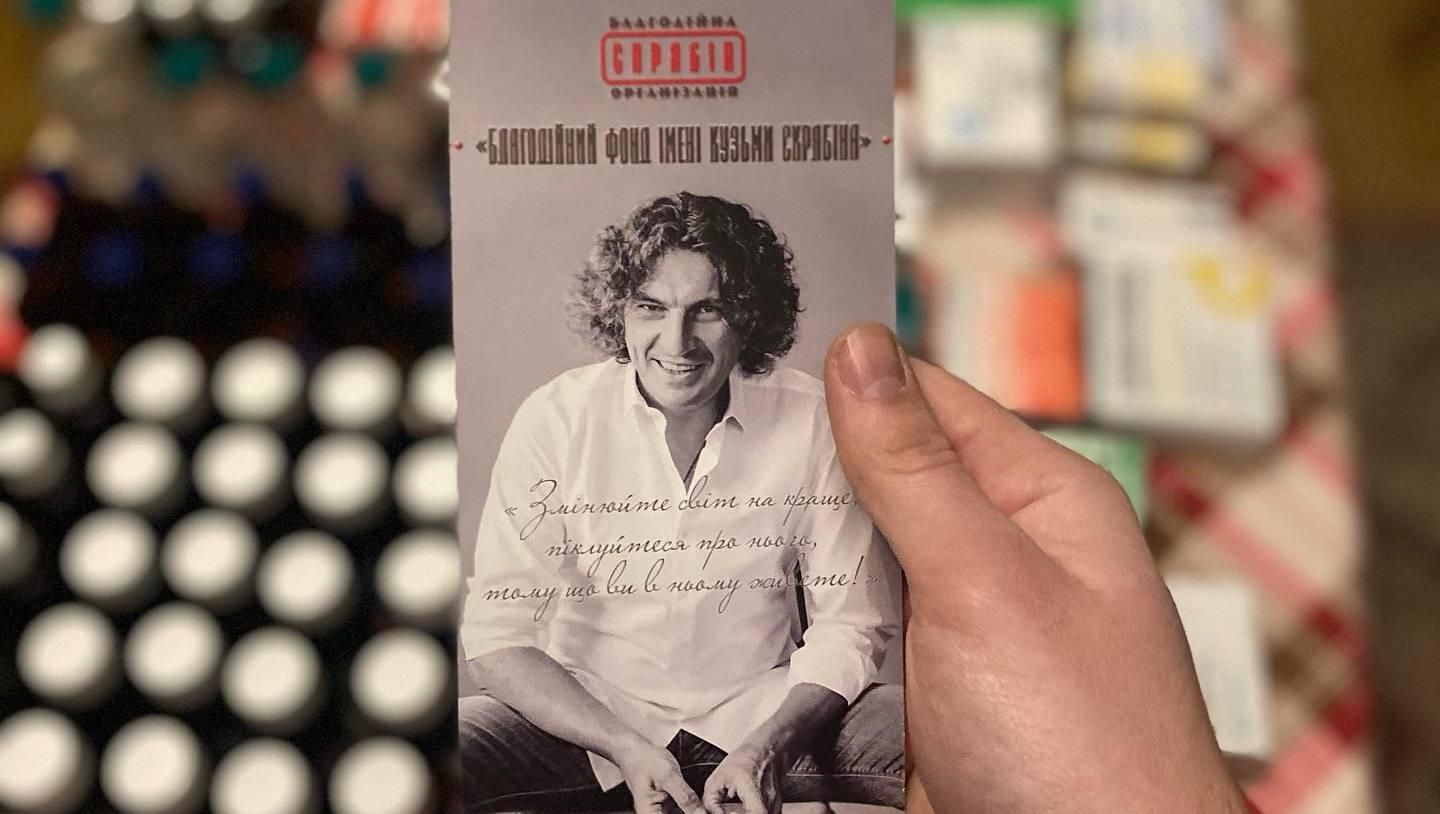 БЛАГОДІЙНА
СКРЯБІН
ОРГАНІЗАЦІЯ
«БЛАГОДІЙНИЙ ФОНД ІМЕНІ КУЗЬМИ СКРЯБІНА»
«Змінюйте світ на краще,
піклуйтеся про нього,
тому що ви в ньому живете!»